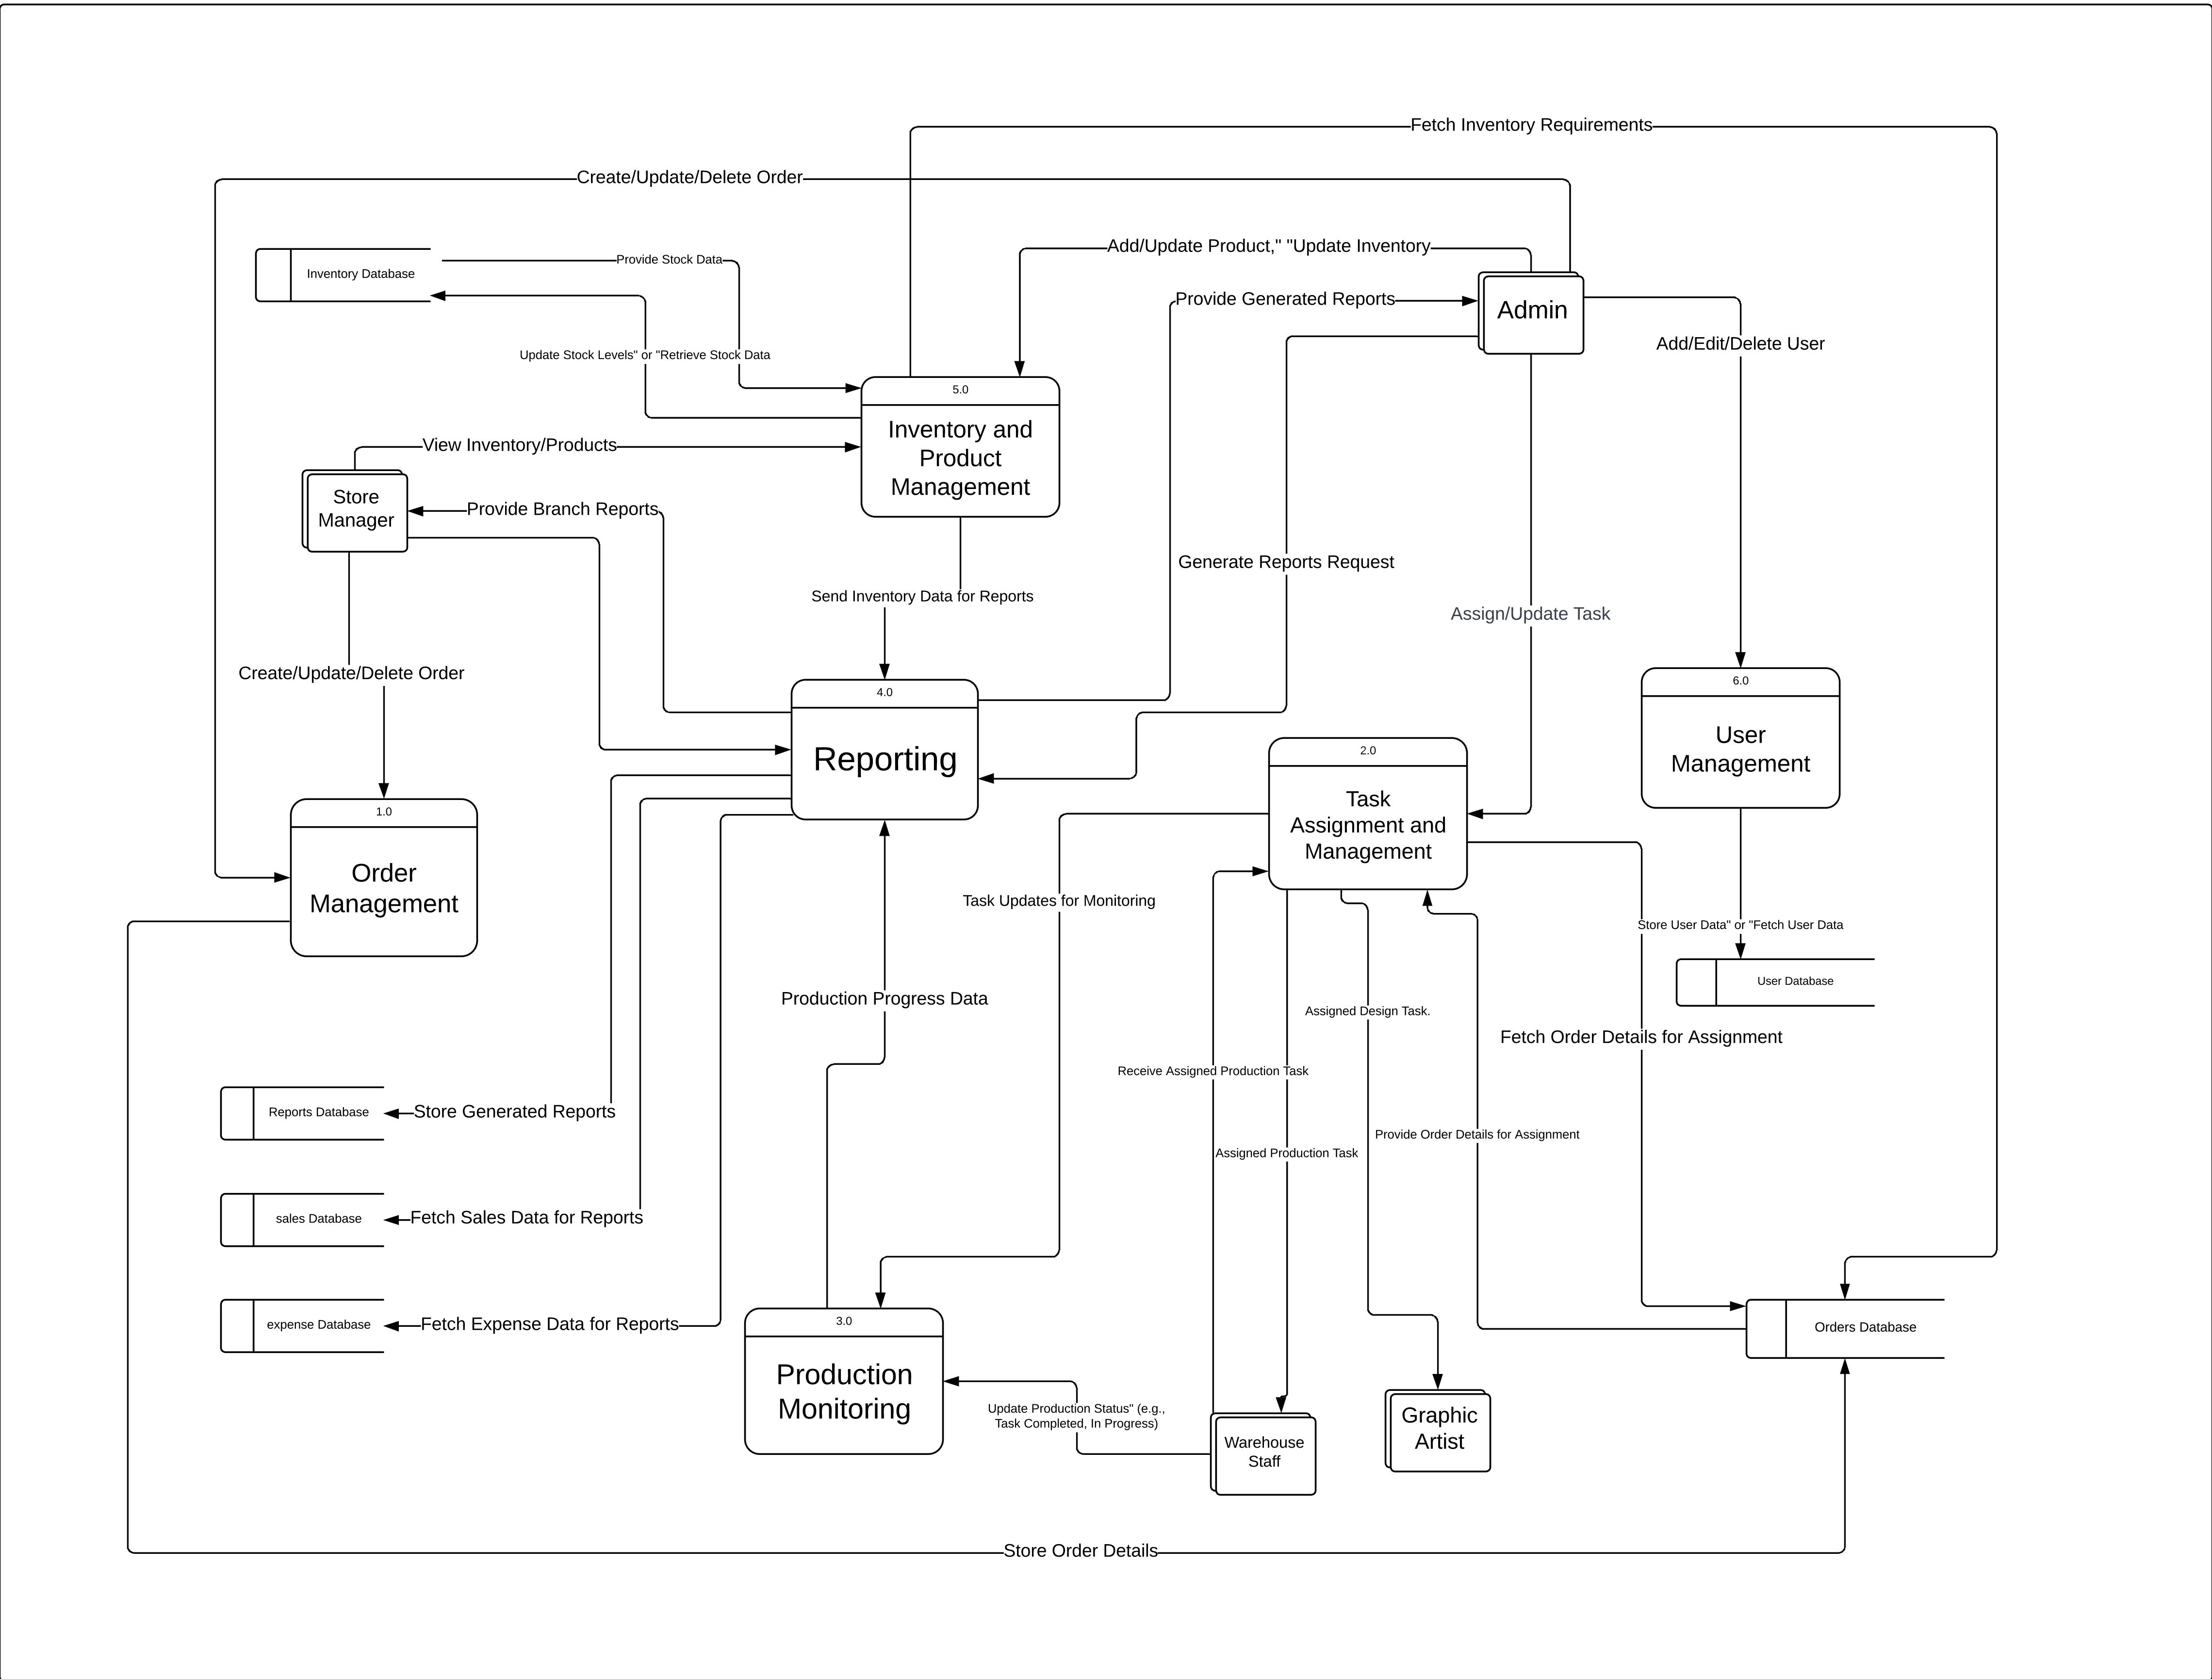 Fetch Inventory Requirements
Create/Update/Delete Order
Add/Update Product," "Update Inventory
Provide Stock Data
Inventory Database
Provide Generated Reports
Admin
Add/Edit/Delete User
Update Stock Levels" or "Retrieve Stock Data
5.0
Inventory and
Product
Management
View Inventory/Products
Store
Manager
Provide Branch Reports
Generate Reports Request
Send Inventory Data for Reports
Assign/Update Task
Create/Update/Delete Order
4.0
Reporting
6.0
User
Management
2.0
Task
Assignment and
Management
1.0
Order
Management
Task Updates for Monitoring
Store User Data" or "Fetch User Data
User Database
Production Progress Data
Assigned Design Task.
Fetch Order Details for Assignment
Receive Assigned Production Task
Reports Database
Store Generated Reports
Provide Order Details for Assignment
Assigned Production Task
sales Database
Fetch Sales Data for Reports
expense Database
Fetch Expense Data for Reports
3.0
Production
Monitoring
Orders Database
Update Production Status" (e.g.,
Task Completed, In Progress)
Warehouse
Staff
Graphic
Artist
Store Order Details